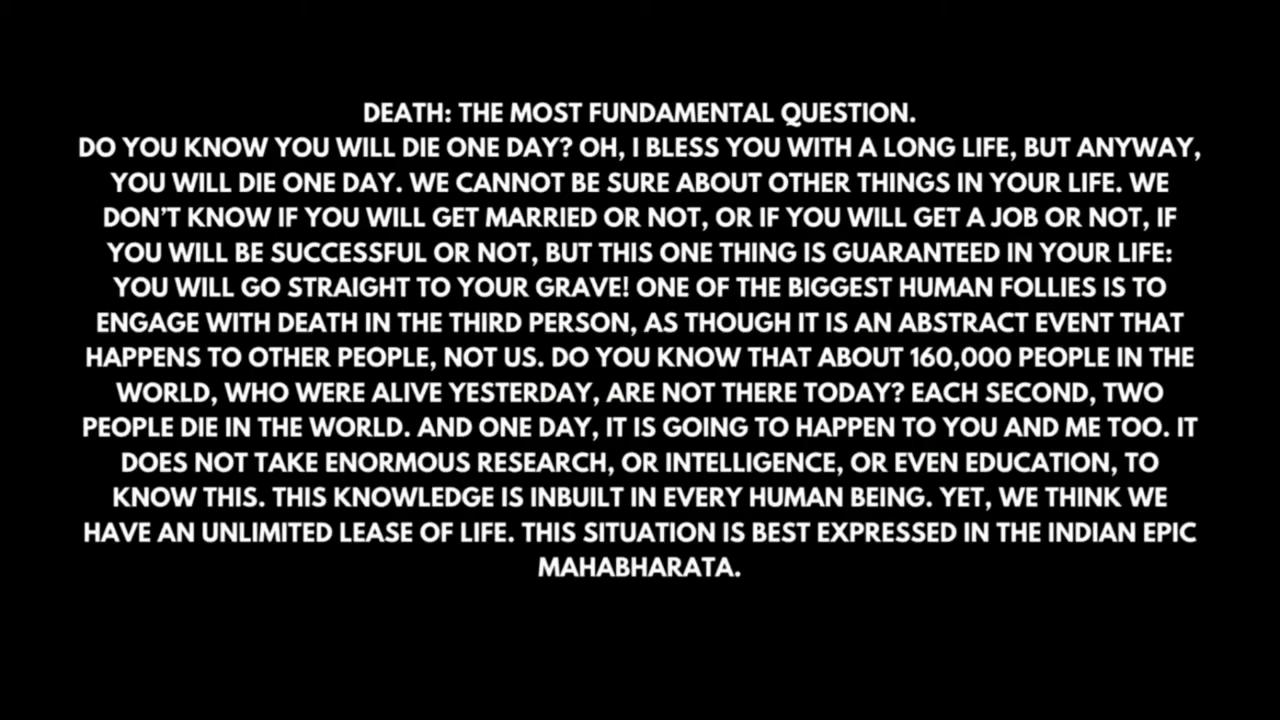 DEATH: THE MOST FUNDAMENTAL QUESTION.
DO YOU KNOW YOU WILL DIE ONE DAY? OH, I BLESS YOU WITH A LONG LIFE, BUT ANYWAY,
YOU WILL DIE ONE DAY. WE CANNOT BE SURE ABOUT OTHER THINGS IN YOUR LIFE. WE
DON’T KNOW IF YOU WILL GET MARRIED OR NOT, OR IF YOU WILL GET A JOB OR NOT, IF
YOU WILL BE SUCCESSFUL OR NOT, BUT THIS ONE THING IS GUARANTEED IN YOUR LIFE:
YOU WILL GO STRAIGHT TO YOUR GRAVE! ONE OF THE BIGGEST HUMAN FOLLIES IS TO
ENGAGE WITH DEATH IN THE THIRD PERSON, AS THOUGH IT IS AN ABSTRACT EVENT THAT
HAPPENS TO OTHER PEOPLE, NOT US. DO YOU KNOW THAT ABOUT 160,000 PEOPLE IN THE
WORLD, WHO WERE ALIVE YESTERDAY, ARE NOT THERE TODAY? EACH SECOND, TWO
PEOPLE DIE IN THE WORLD. AND ONE DAY, IT IS GOING TO HAPPEN TO YOU AND ME TOO. IT
DOES NOT TAKE ENORMOUS RESEARCH, OR INTELLIGENCE, OR EVEN EDUCATION, TO
KNOW THIS. THIS KNOWLEDGE IS INBUILT IN EVERY HUMAN BEING. YET, WE THINK WE
HAVE AN UNLIMITED LEASE OF LIFE. THIS SITUATION IS BEST EXPRESSED IN THE INDIAN EPIC
MAHABHARATA.